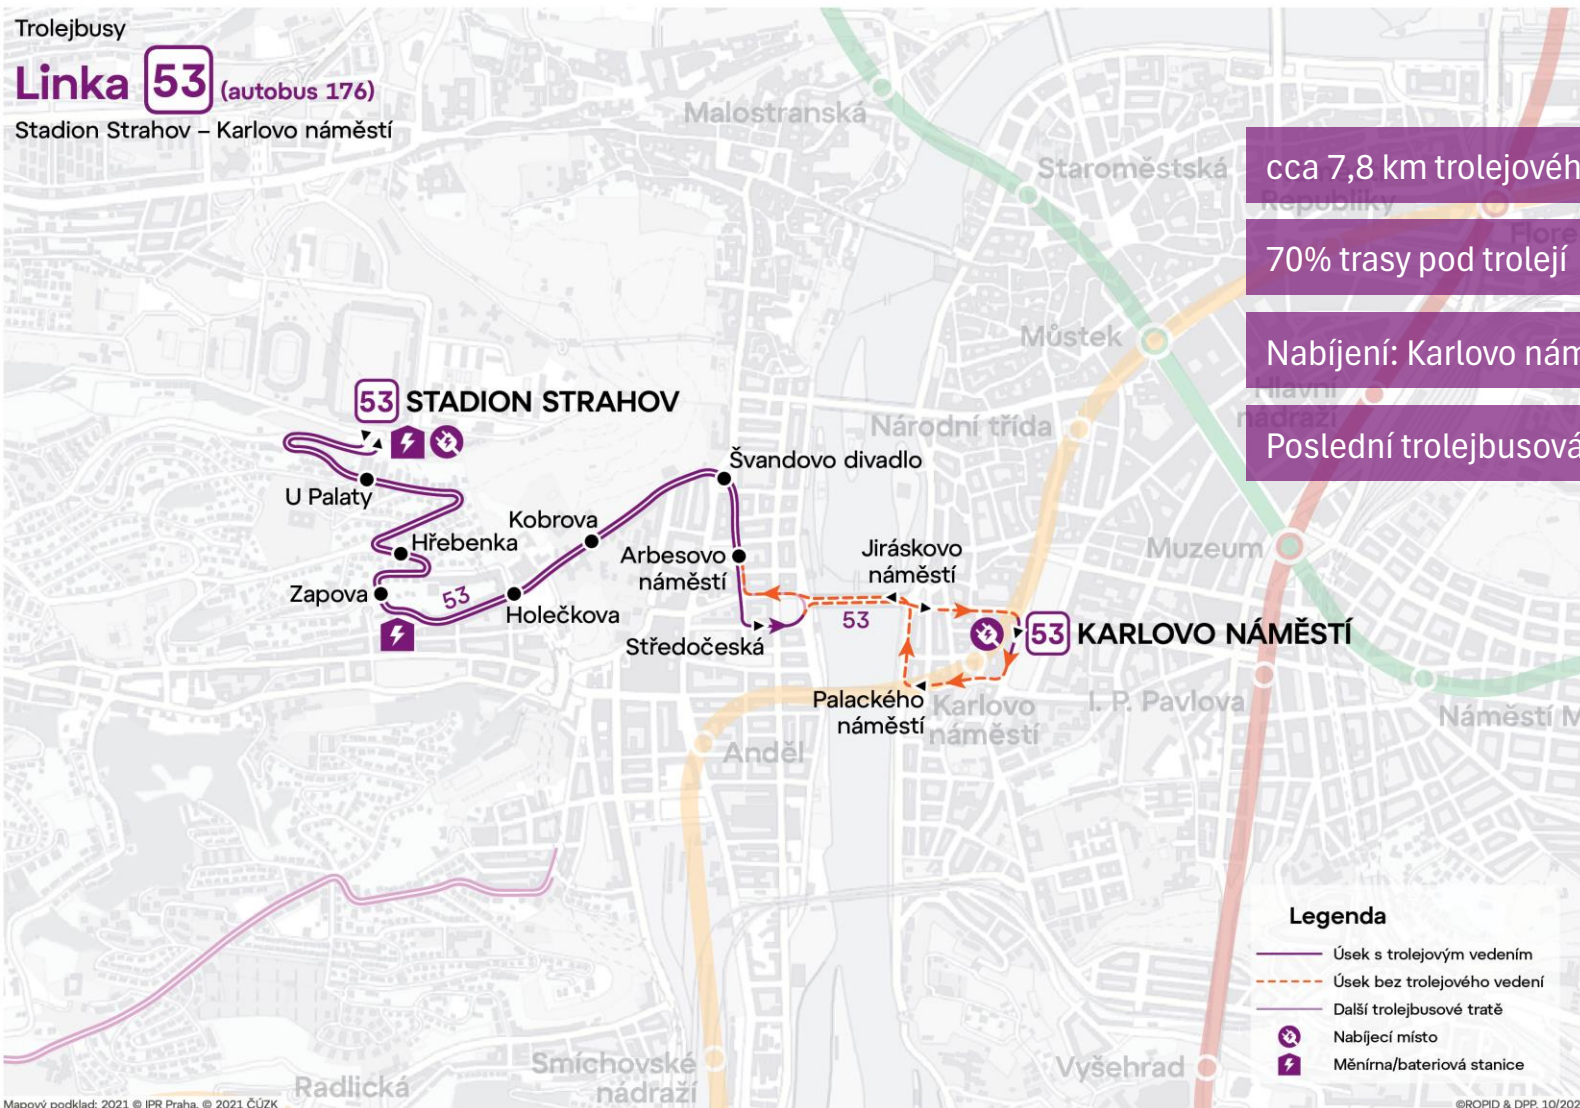 Trolejbusy
Linka 53 (autobus 176)
Stadion Strahov – Karlovo náměstí
Malostranská
Staroměstská
cca 7,8 km trolejovéh
Republiky
Flore
70% trasy pod trolejí
Můstek
Nabíjení: Karlovo nám
Hlavní
nádraží
Národní třída
Poslední trolejbusová
53 STADION STRAHOV
Švandovo divadlo
U Palaty
Kobrova
Hřebenka
Arbesovo
náměstí
Jiráskovo
náměstí
Muzeum
Zapova
53
Holečkova
53
Středočeská
53 KARLOVO NÁMĚSTÍ
Palackého
náměstí
Karlovo
náměstí
I. P. Pavlova
Náměstí M
Anděl
Legenda
Úsek s trolejovým vedením
Úsek bez trolejového vedení
Další trolejbusové tratě
Nabíjecí místo
Měnírna/bateriová stanice
Smíchovské
nádraží
Vyšehrad
Radlická
Mapový podklad: 2021 © IPR Praha, © 2021 ČÚZK
©ROPID & DPP, 10/202